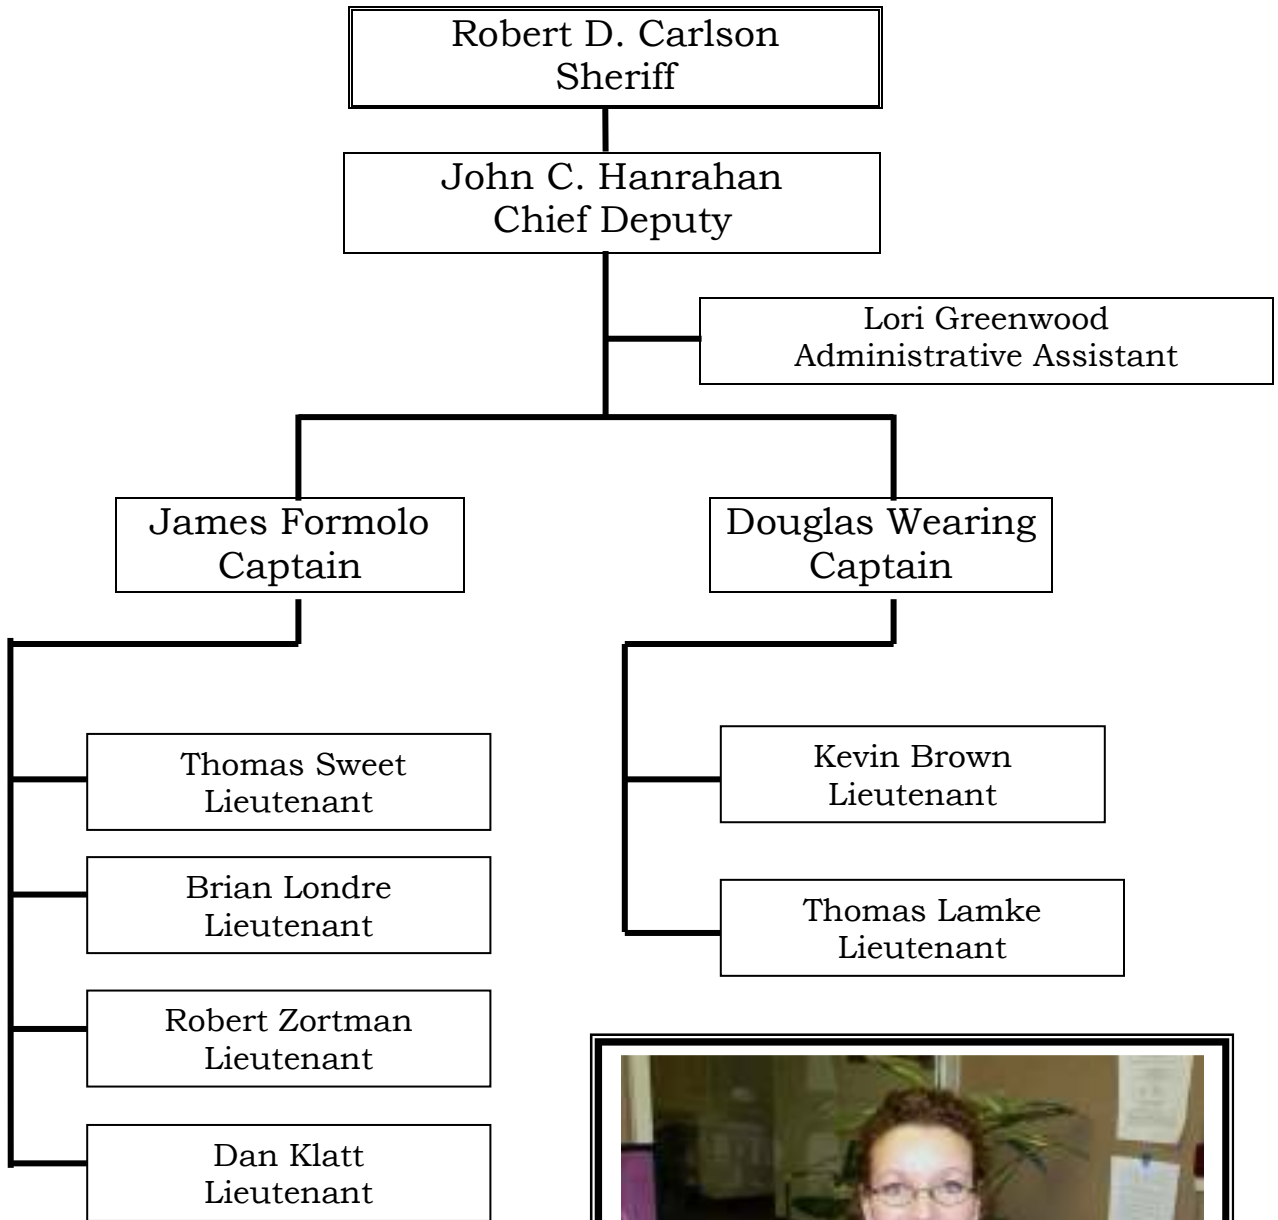 Robert D. Carlson
Sheriff
John C. Hanrahan
Chief Deputy
Lori Greenwood
Administrative Assistant
James Formolo
Captain
Douglas Wearing
Captain
Thomas Sweet
Lieutenant
Brian Londre
Lieutenant
Robert Zortman
Lieutenant
Dan Klatt
Lieutenant
Kevin Brown
Lieutenant
Thomas Lamke
Lieutenant